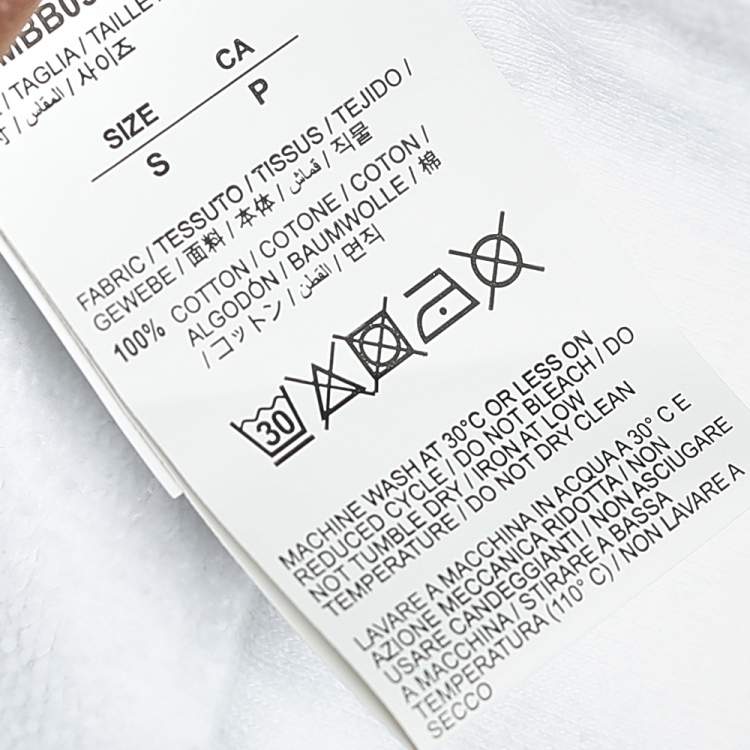 MBB09
/ TAGLIA / TAILLE
/ المقاس / 사이즈
SIZE CA
S P
FABRIC / TESSUTO / TISSUS / TEJIDO /
GEWEBE / 面料 / 本体 / قماش / 직물
100% COTTON / COTONE / COTON /
ALGODÓN / BAUMWOLLE / 棉
/ コットン / القطن / 면직
30
MACHINE WASH AT 30°C OR LESS ON
REDUCED CYCLE / DO NOT BLEACH / DO
NOT TUMBLE DRY / IRON AT LOW
TEMPERATURE / DO NOT DRY CLEAN
LAVARE A MACCHINA IN ACQUA A 30° C E
AZIONE MECCANICA RIDOTTA / NON
USARE CANDEGGIANTI / NON ASCIUGARE
A MACCHINA / STIRARE A BASSA
TEMPERATURA (110° C) / NON LAVARE A
SECCO